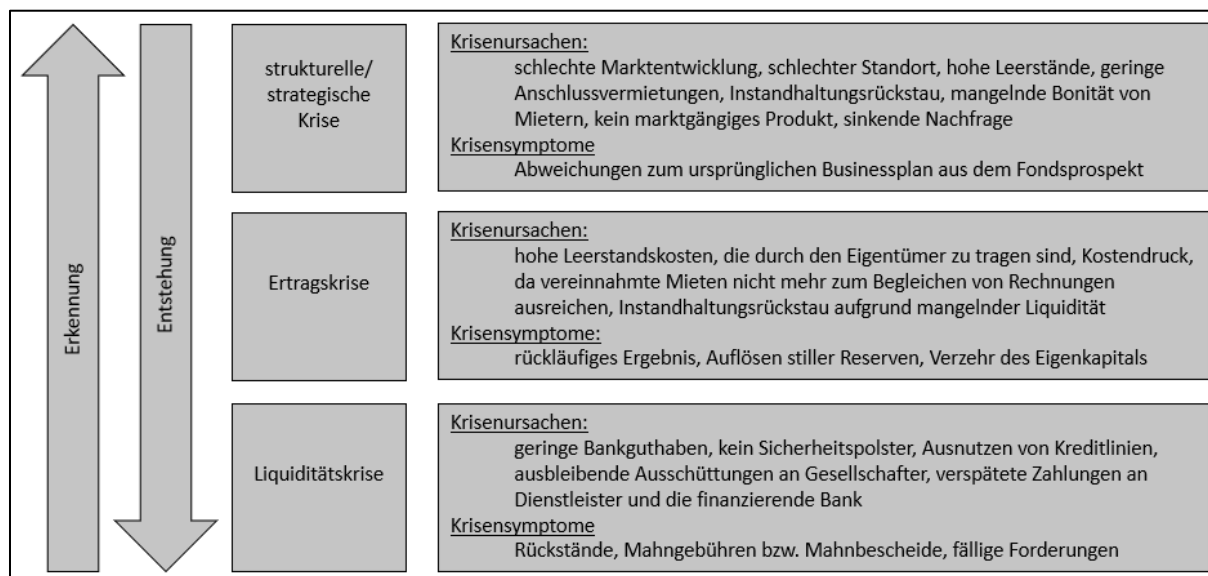 Erkennung
Entstehung
strukturelle/
strategische
Krise
Krisenursachen:
schlechte Marktentwicklung, schlechter Standort, hohe Leerstände, geringe
Anschlussvermietungen, Instandhaltungsrückstau, mangelnde Bonität von
Mietern, kein marktgängiges Produkt, sinkende Nachfrage
Krisensymptome
Abweichungen zum ursprünglichen Businessplan aus dem Fondsprospekt
Ertragskrise
Krisenursachen:
hohe Leerstandskosten, die durch den Eigentümer zu tragen sind, Kostendruck,
da vereinnahmte Mieten nicht mehr zum Begleichen von Rechnungen
ausreichen, Instandhaltungsrückstau aufgrund mangelnder Liquidität
Krisensymptome:
rückläufiges Ergebnis, Auflösen stiller Reserven, Verzehr des Eigenkapitals
Liquiditätskrise
Krisenursachen:
geringe Bankguthaben, kein Sicherheitspolster, Ausnutzen von Kreditlinien,
ausbleibende Ausschüttungen an Gesellschafter, verspätete Zahlungen an
Dienstleister und die finanzierende Bank
Krisensymptome
Rückstände, Mahngebühren bzw. Mahnbescheide, fällige Forderungen